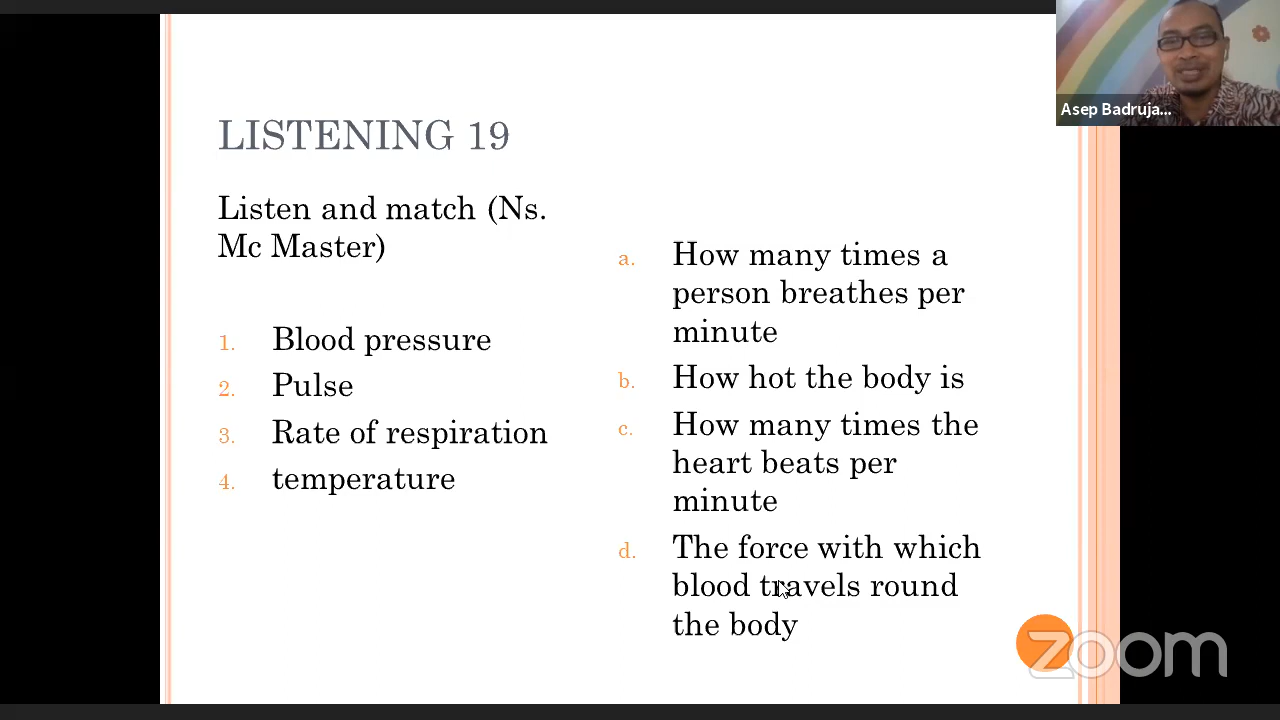 LISTENING 19
Listen and match (Ns.
Mc Master)
1. Blood pressure
2. Pulse
3. Rate of respiration
4. temperature
a. How many times a
person breathes per
minute
b. How hot the body is
c. How many times the
heart beats per
minute
d. The force with which
blood travels round
the body
Asep Badruja...
zoom